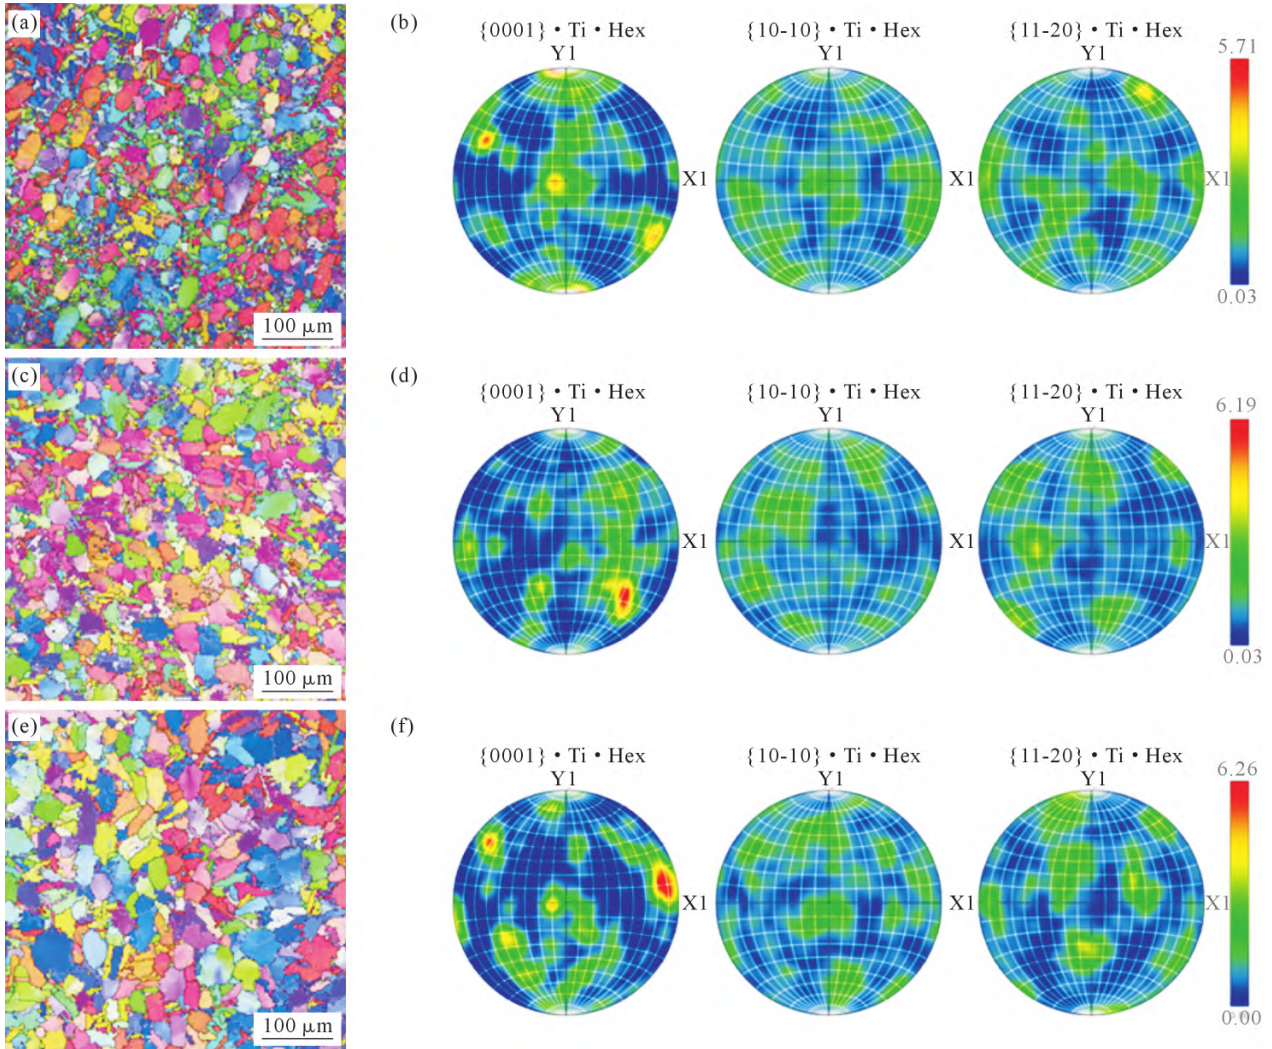 (a)
(b)
{0001} • Ti • Hex
{10-10} • Ti • Hex
{11-20} • Ti • Hex
5.71
Y1
Y1
Y1
X1
X1
X1
100 μm
0.03
(c)
(d)
{0001} • Ti • Hex
{10-10} • Ti • Hex
{11-20} • Ti • Hex
6.19
Y1
Y1
Y1
X1
X1
X1
100 μm
0.03
(e)
(f)
{0001} • Ti • Hex
{10-10} • Ti • Hex
{11-20} • Ti • Hex
6.26
Y1
Y1
Y1
X1
X1
X1
100 μm
0.00